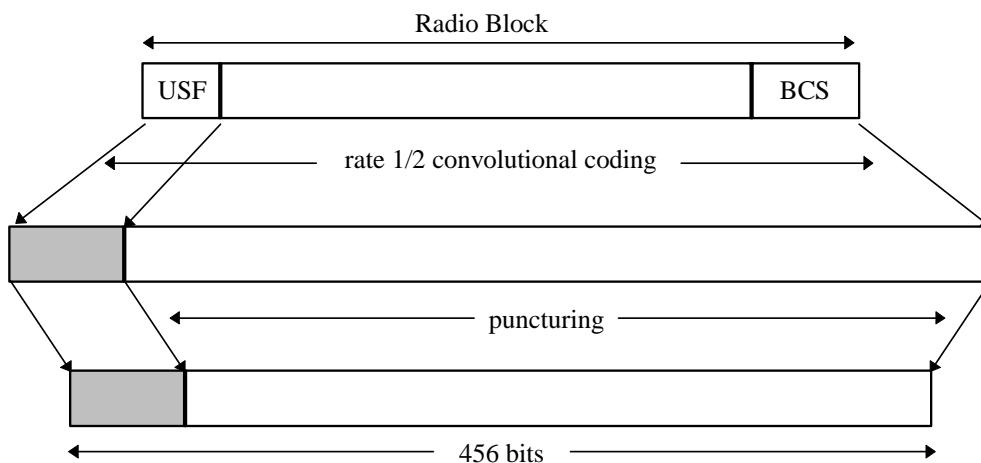 Radio Block
USF
BCS
rate 1/2 convolutional coding
puncturing
456 bits